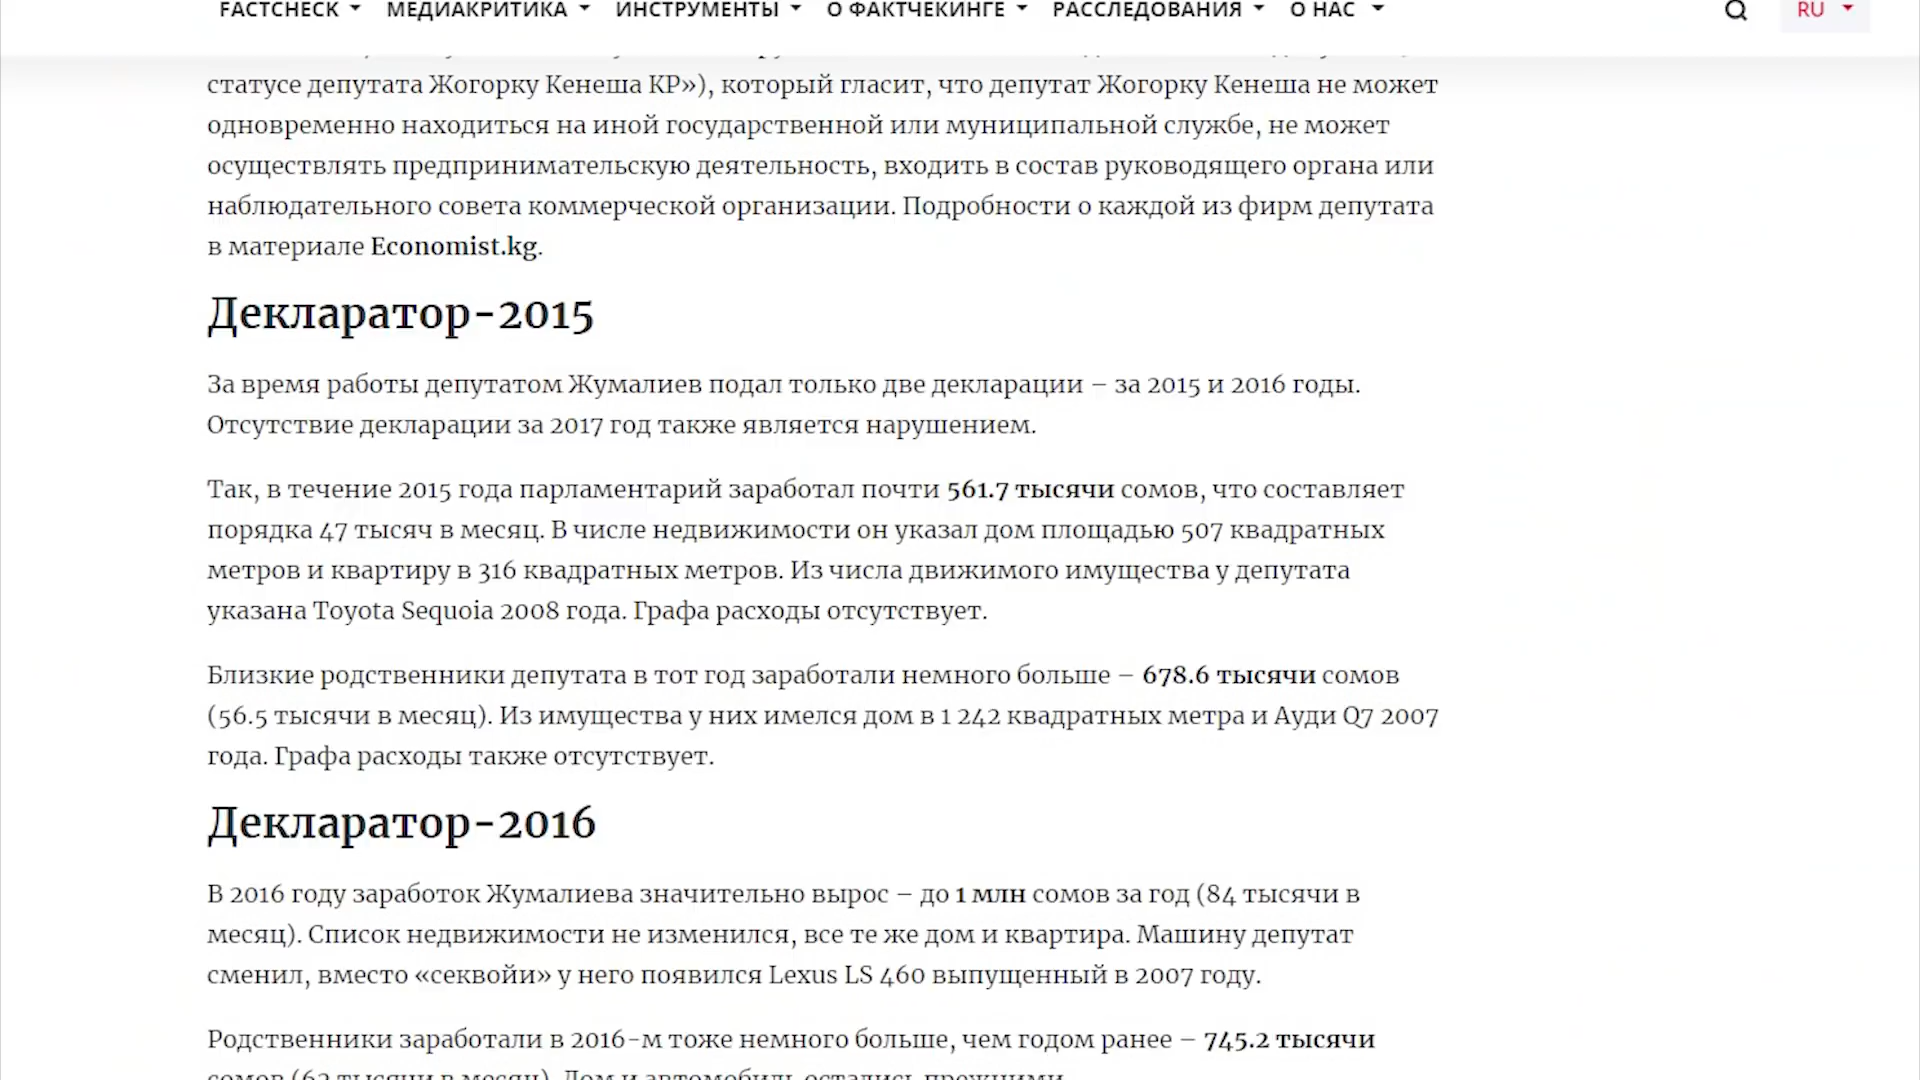 FACTCHECK МЕДИАКРИТИКА ИНСТРУМЕНТЫ О ФАКТЧЕКИНГЕ РАССЛЕДОВАНИЯ О НАС RU
статусе депутата Жогорку Кенеша КР»), который гласит, что депутат Жогорку Кенеша не может
одновременно находиться на иной государственной или муниципальной службе, не может
осуществлять предпринимательскую деятельность, входить в состав руководящего органа или
наблюдательного совета коммерческой организации. Подробности о каждой из фирм депутата
в материале Economist.kg.
Декларатор-2015
За время работы депутатом Жумалиев подал только две декларации – за 2015 и 2016 годы.
Отсутствие декларации за 2017 год также является нарушением.
Так, в течение 2015 года парламентарий заработал почти 561.7 тысячи сомов, что составляет
порядка 47 тысяч в месяц. В числе недвижимости он указал дом площадью 507 квадратных
метров и квартиру в 316 квадратных метров. Из числа движимого имущества у депутата
указана Toyota Sequoia 2008 года. Графа расходы отсутствует.
Близкие родственники депутата в тот год заработали немного больше – 678.6 тысячи сомов
(56.5 тысячи в месяц). Из имущества у них имелся дом в 1 242 квадратных метра и Ауди Q7 2007
года. Графа расходы также отсутствует.
Декларатор-2016
В 2016 году заработок Жумалиева значительно вырос – до 1 млн сомов за год (84 тысячи в
месяц). Список недвижимости не изменился, все те же дом и квартира. Машину депутат
сменил, вместо «секвойи» у него появился Lexus LS 460 выпущенный в 2007 году.
Родственники заработали в 2016-м тоже немного больше, чем годом ранее – 745.2 тысячи
сомов (62 тысячи в месяц). Дом и автомобиль остались прежними.